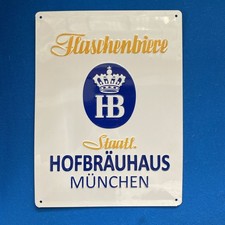 Flaschenbiere
HB
Staatl.
HOFBRÄUHAUS
MÜNCHEN